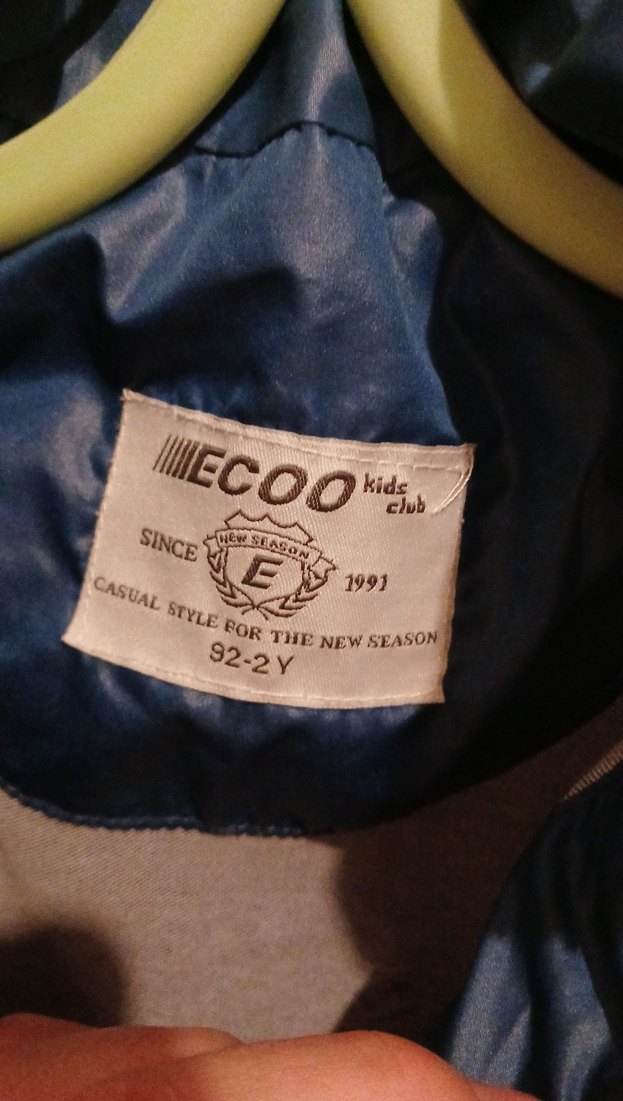 ECOO kids club
SINCE NEW SEASON 1991
E
CASUAL STYLE FOR THE NEW SEASON
92-2Y